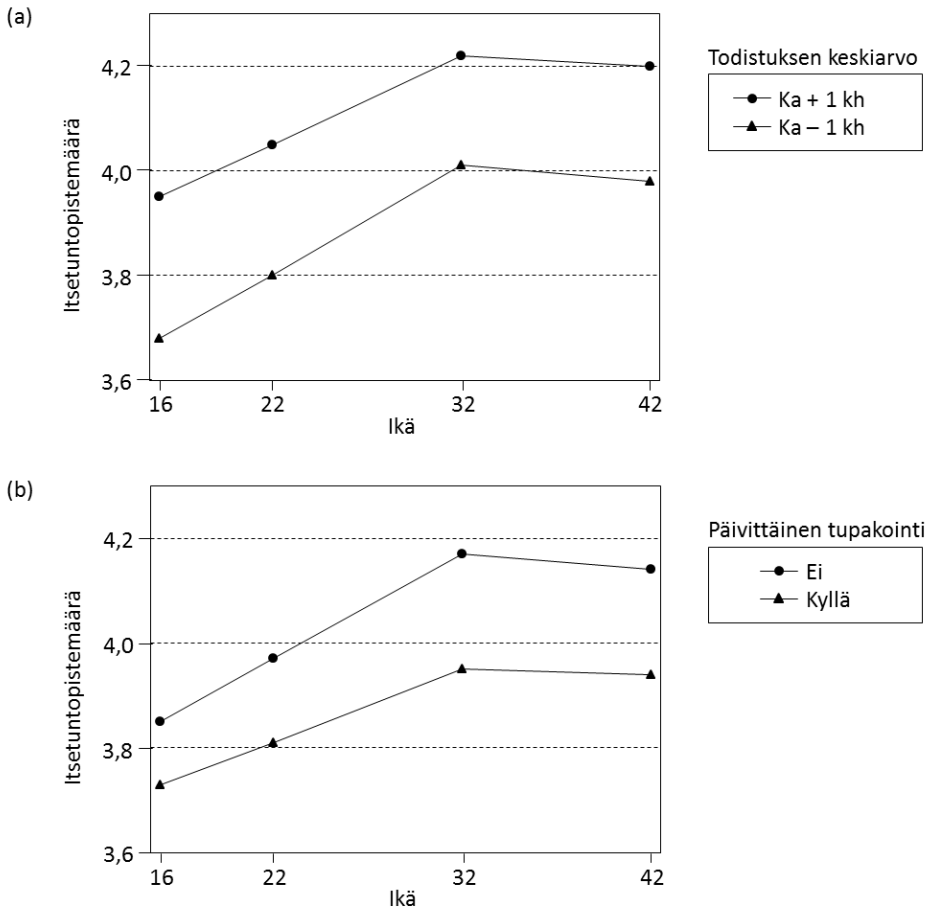 (a)
Itsetuntopistemäärä
4,2
4,0
3,8
3,6
16 22 32 42
Ikä
Todistuksen keskiarvo
Ka + 1 kh
Ka – 1 kh
(b)
Itsetuntopistemäärä
4,2
4,0
3,8
3,6
16 22 32 42
Ikä
Päivittäinen tupakointi
Ei
Kyllä